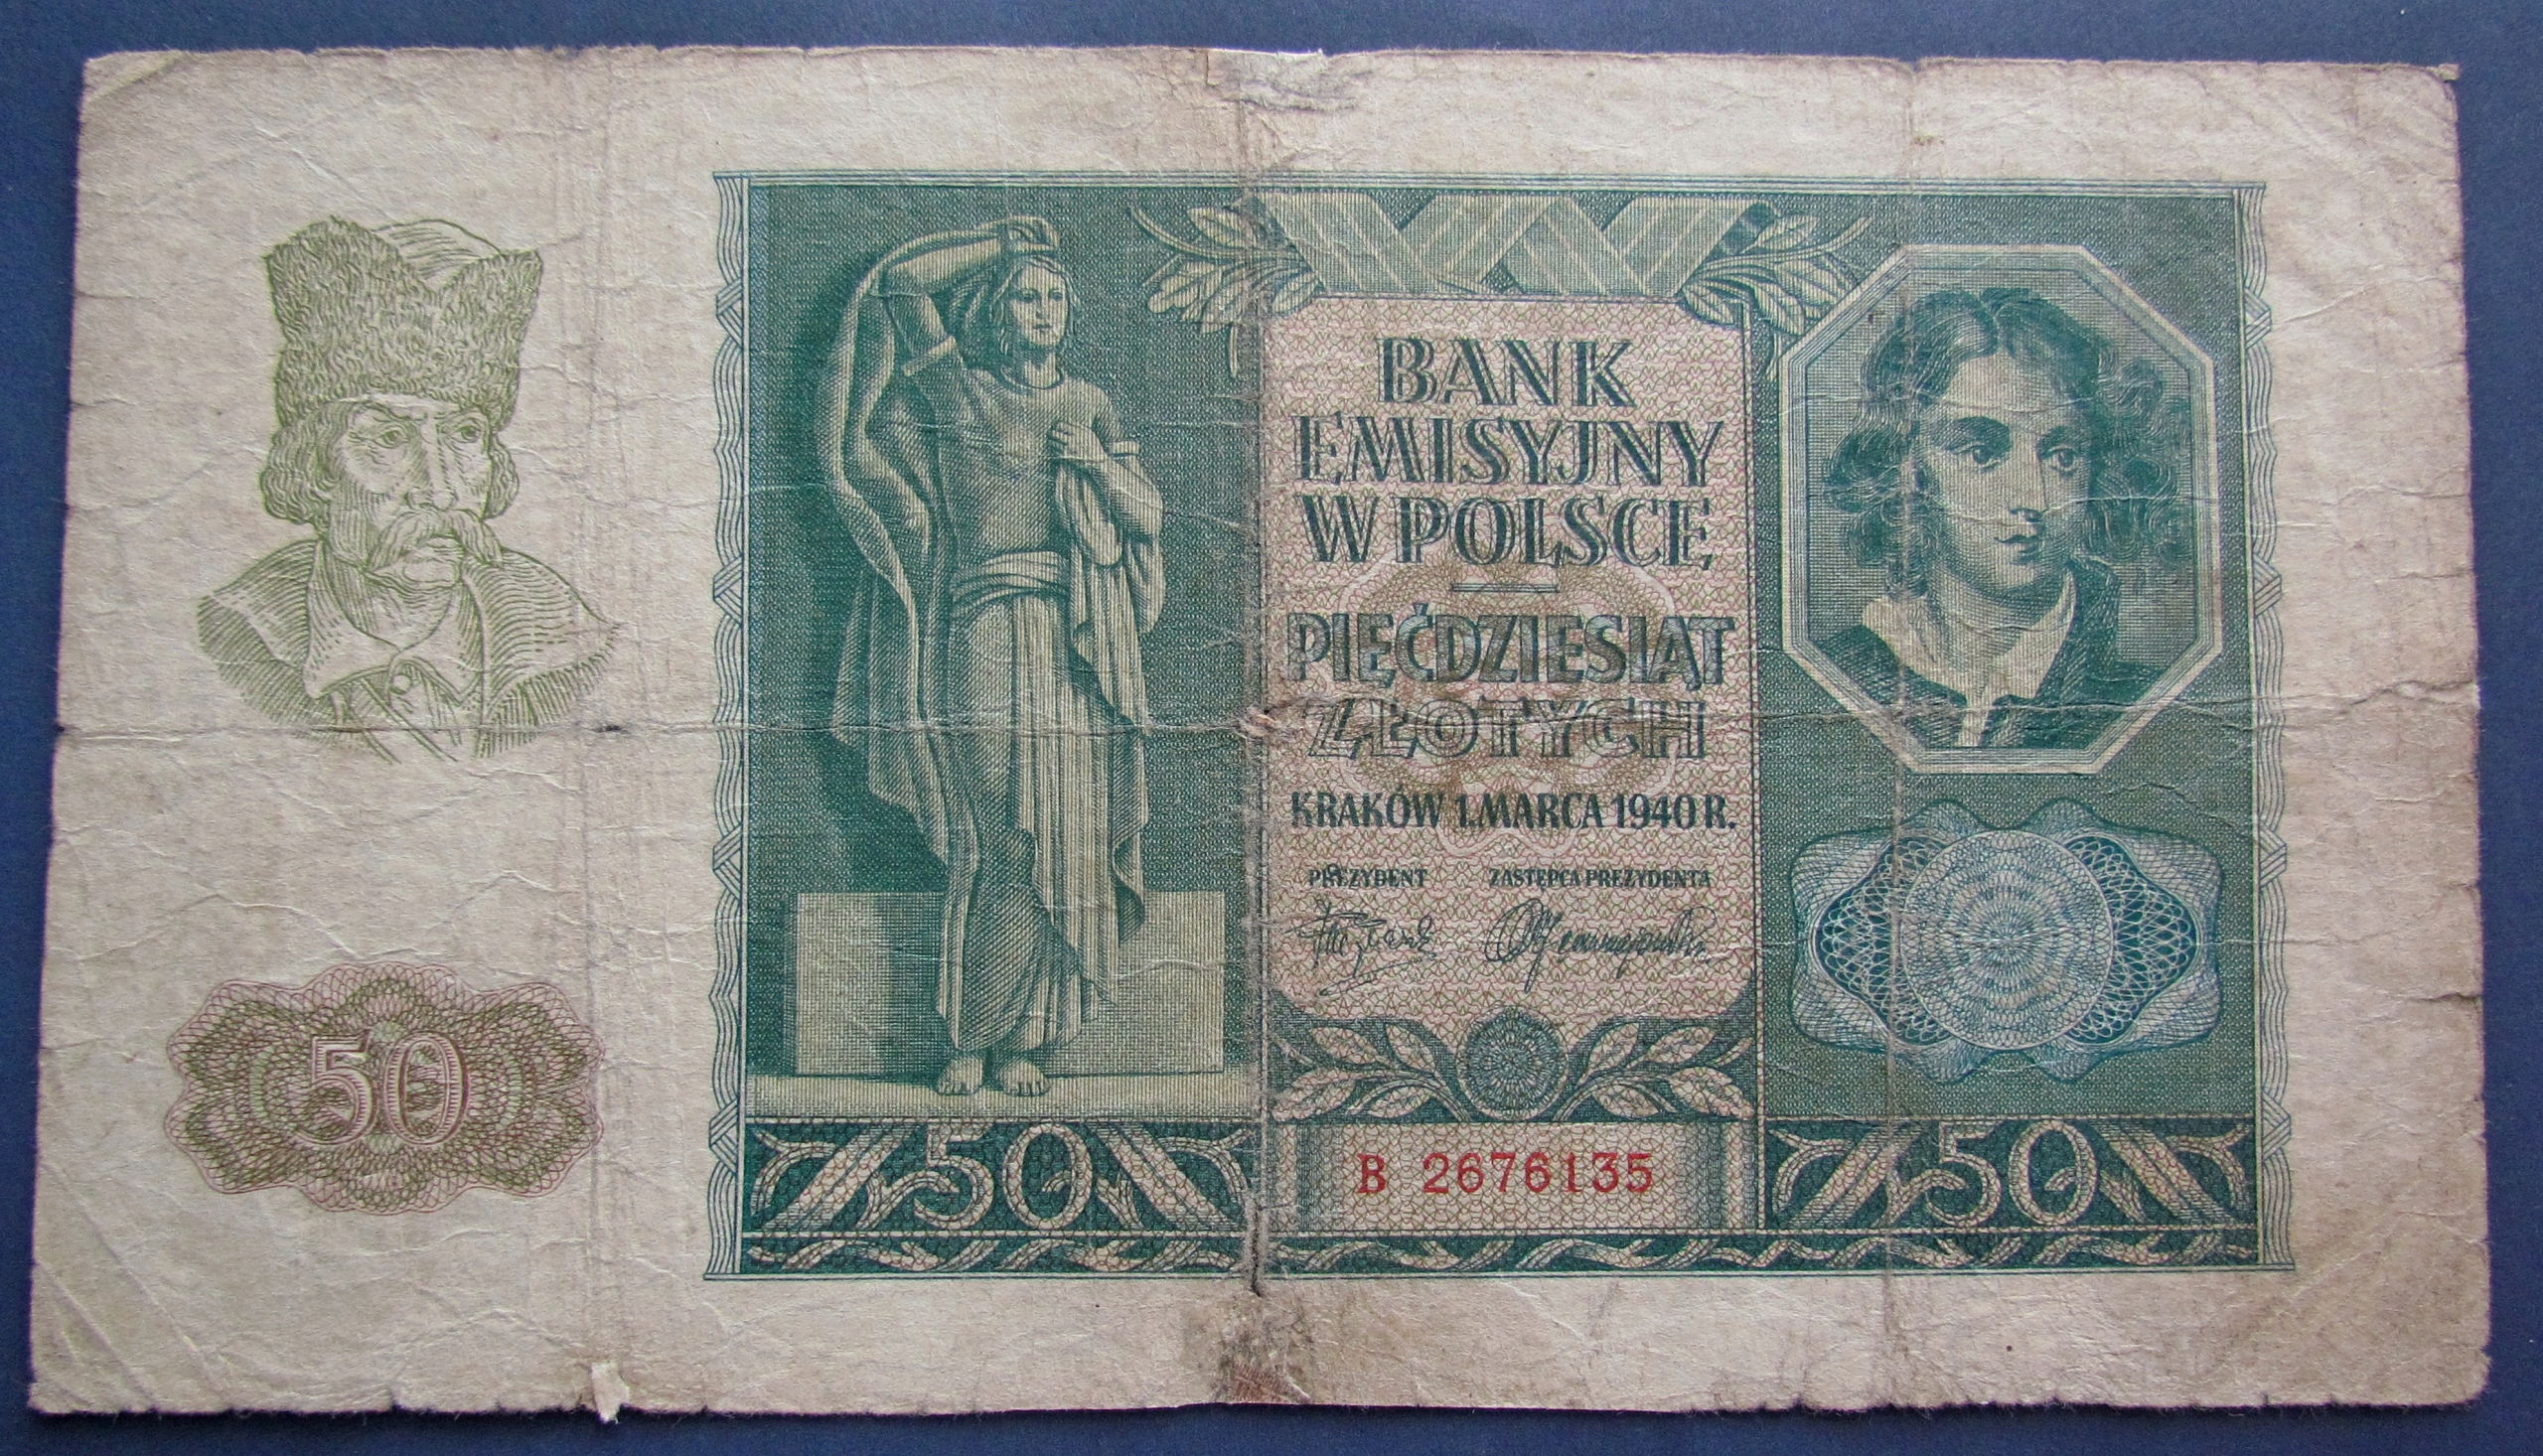 BANK
EMISYJNY
W POLSCE
PIĘĆDZIESIĄT
ZŁOTYCH
KRAKÓW 1. MARCA 1940 R.
PREZYDENT ZASTĘPCA PREZYDENTA
50
50 B 2676135 50